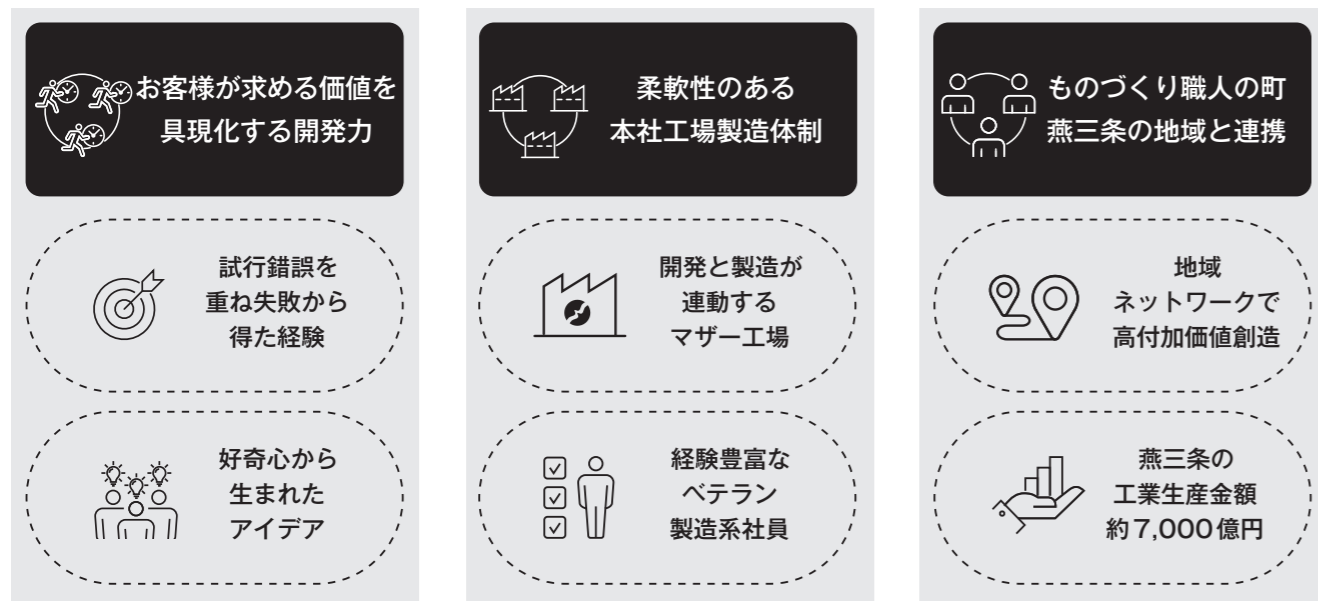 お客様が求める価値を
具現化する開発力
試行錯誤を
重ね失敗から
得た経験
好奇心から
生まれた
アイデア
柔軟性のある
本社工場製造体制
開発と製造が
連動する
マザー工場
経験豊富な
ベテラン
製造系社員
ものづくり職人の町
燕三条の地域と連携
地域
ネットワークで
高付加価値創造
燕三条の
工業生産金額
約7,000億円